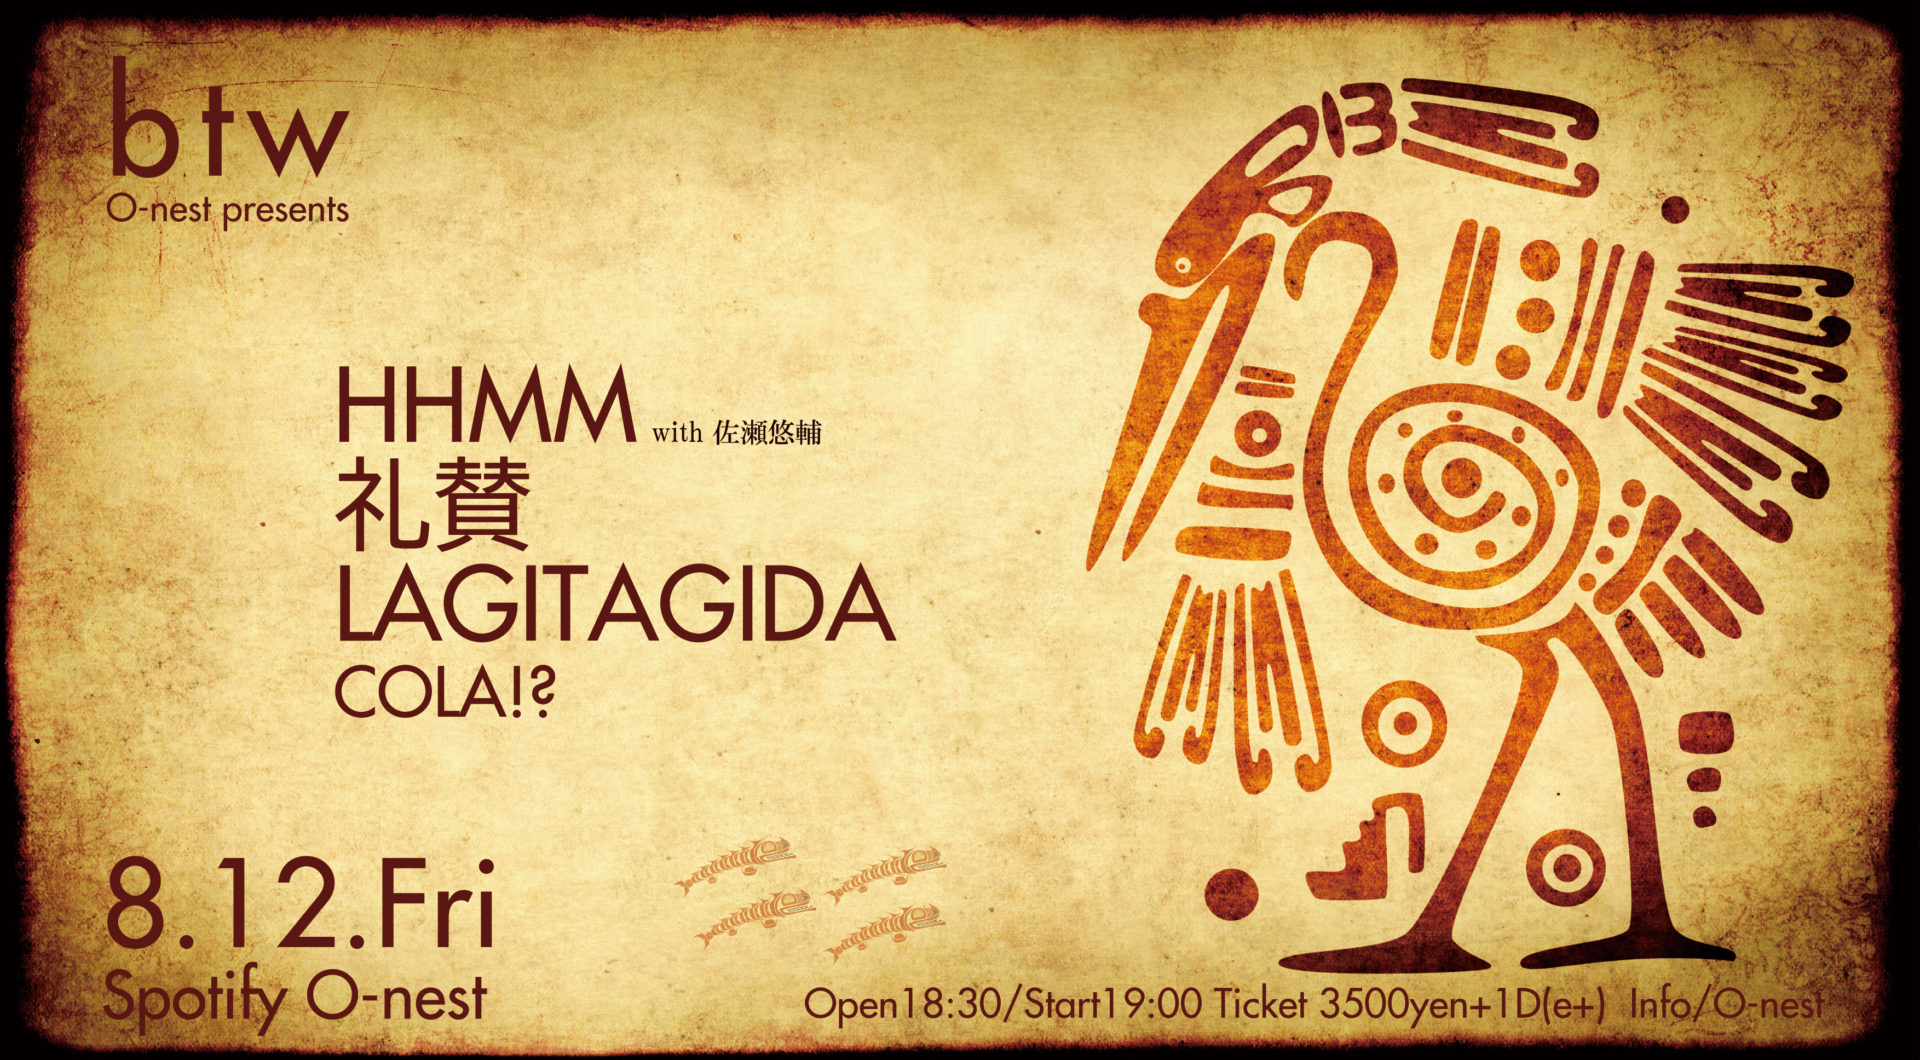 btw
O-nest presents
HHMM with 佐瀬悠輔
礼賛
LAGITAGIDA
COLA!?
8.12.Fri
Spotify O-nest
Open18:30/Start19:00 Ticket 3500yen+1D(e+) Info/O-nest